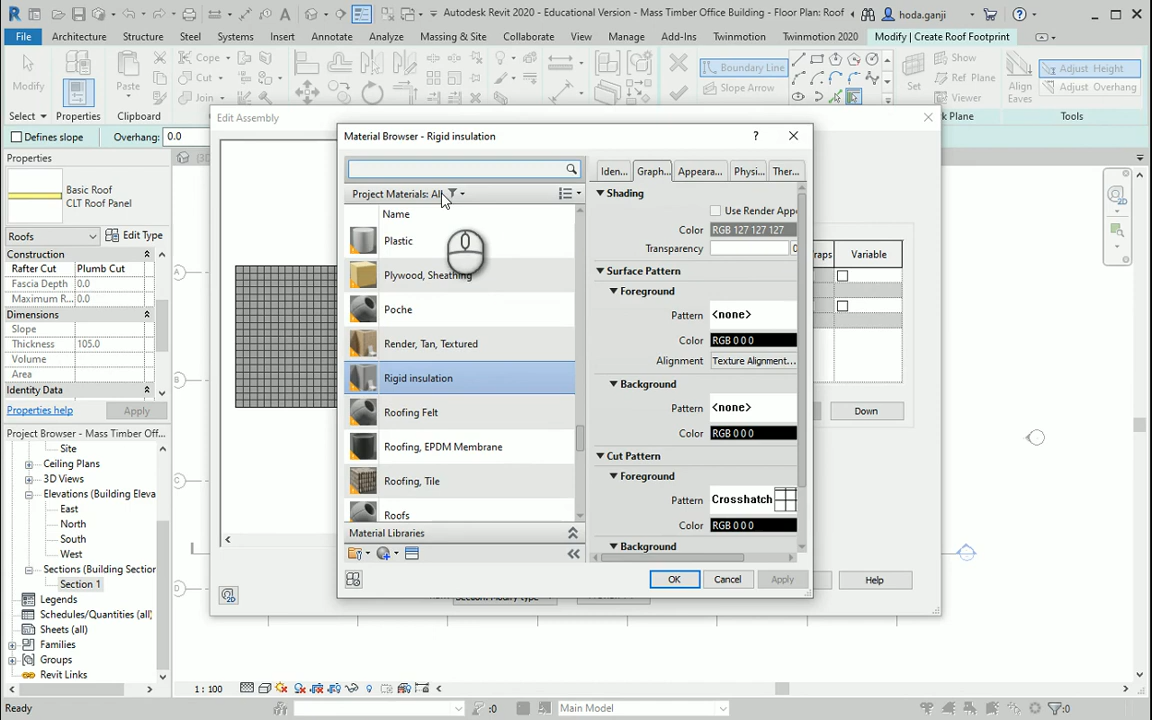 Autodesk Revit 2020 - Educational Version - Mass Timber Office Building - Floor Plan: Roof
hoda.ganji
File Architecture Structure Steel Systems Insert Annotate Analyze Massing & Site Collaborate View Manage Add-Ins Twinmotion Twinmotion 2020 Modify | Create Roof Footprint
Modify
Properties
Paste
Cope
Cut
Join
Boundary Line
Slope Arrow
Set
Show
Ref Plane
Viewer
Align
Eaves
Adjust Height
Adjust Overhang
Select
Properties
Clipboard
Plane
Tools
Defines slope
Overhang: 0.0
Properties
Basic Roof
CLT Roof Panel
Roofs
Edit Type
Construction
Rafter Cut Plumb Cut
Fascia Depth 0.0
Maximum R... 0.0
Dimensions
Slope
Thickness 105.0
Volume
Area
Identity Data
Properties help
Apply
Project Browser - Mass Timber Off...
Site
Ceiling Plans
3D Views
Elevations (Building Eleva
East
North
South
West
Sections (Building Section
Section 1
Legends
Schedules/Quantities (all)
Sheets (all)
Families
Groups
Revit Links
Ready
A
B
C
D
Edit Assembly
Material Browser - Rigid insulation
?
Project Materials: All
Name
Plastic
Plywood, Sheathing
Poche
Render, Tan, Textured
Rigid insulation
Roofing Felt
Roofing, EPDM Membrane
Roofing, Tile
Roofs
Material Libraries
Iden... Graph... Appeara... Physi... Ther...
Shading
Use Render Appe
Color RGB 127 127 127
Transparency 0
Surface Pattern
Foreground
Pattern <none>
Color RGB 0 0 0
Alignment Texture Alignment...
Background
Pattern <none>
Color RGB 0 0 0
Cut Pattern
Foreground
Pattern Crosshatch
Color RGB 0 0 0
Background
OK
Cancel
Apply
raps
Variable
Down
Help
1 : 100
:0
Main Model
:0